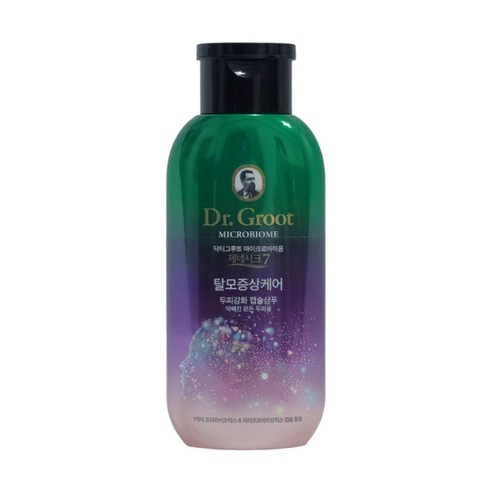 Dr. Groot
MICROBIOME
닥터그루트 마이크로바이옴
제네시크7
탈모증상케어
두피강화 캡슐샴푸
약해진 모든 두피용